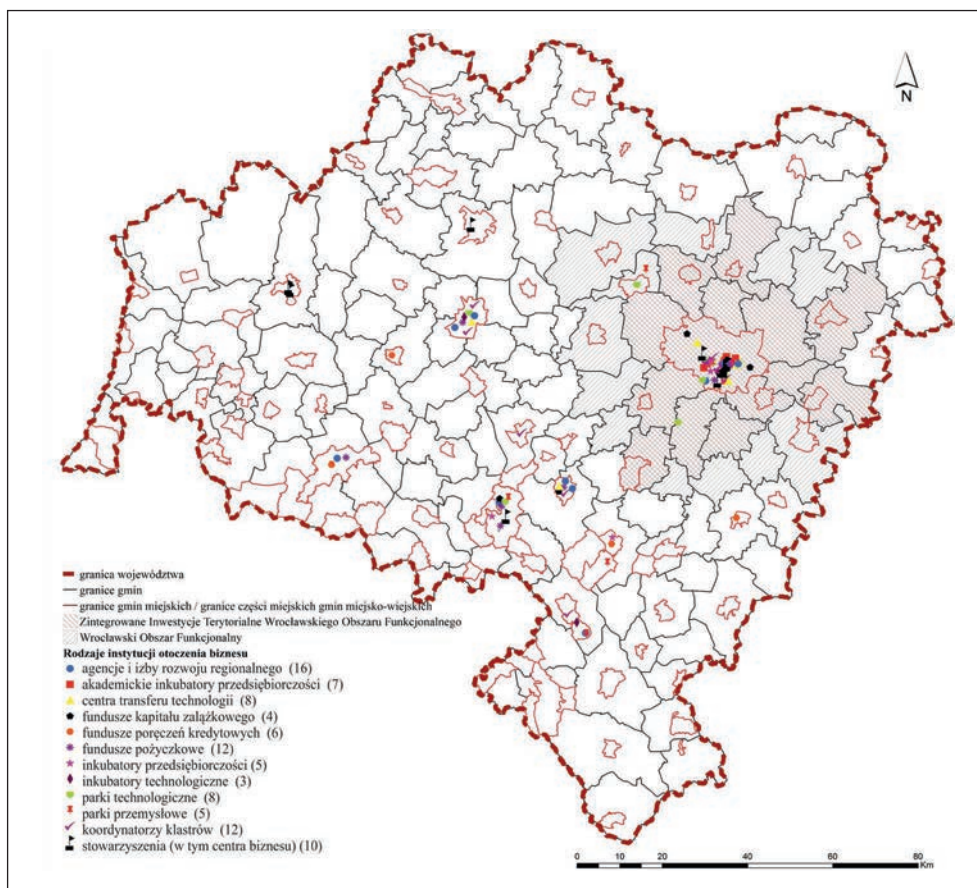 N
granica województwa
granice gmin
granice gmin miejskich / granice części miejskich gmin miejsko-wiejskich
Zintegrowane Inwestycje Terytorialne Wrocławskiego Obszaru Funkcjonalnego
Wrocławski Obszar Funkcjonalny
Rodzaje instytucji otoczenia biznesu
agencje i izby rozwoju regionalnego (16)
akademickie inkubatory przedsiębiorczości (7)
centra transferu technologii (8)
fundusze kapitału zalążkowego (4)
fundusze poręczeń kredytowych (6)
fundusze pożyczkowe (12)
inkubatory przedsiębiorczości (5)
inkubatory technologiczne (3)
parki technologiczne (8)
parki przemysłowe (5)
koordynatorzy klastrów (12)
stowarzyszenia (w tym centra biznesu) (10)
0 20 40 60 80
Km